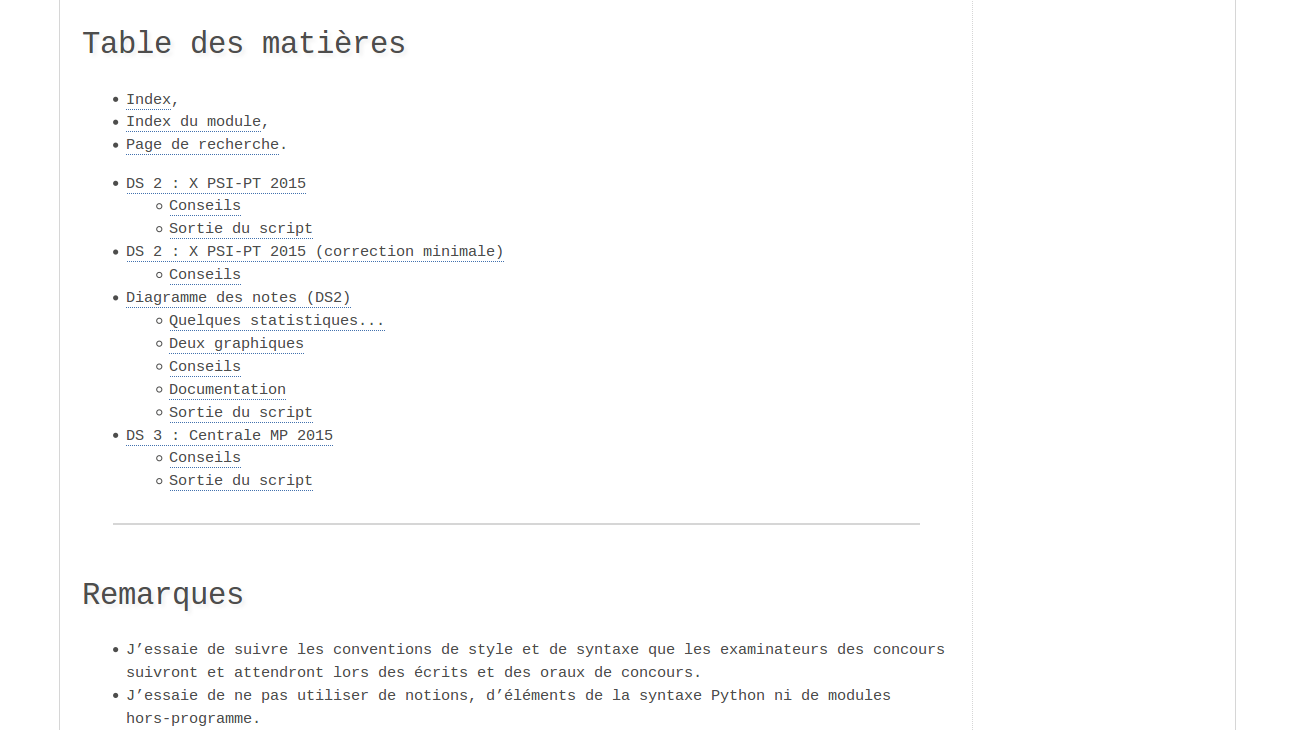 Table des matières
Index,
Index du module,
Page de recherche.
DS 2 : X PSI-PT 2015
Conseils
Sortie du script
DS 2 : X PSI-PT 2015 (correction minimale)
Conseils
Diagramme des notes (DS2)
Quelques statistiques...
Deux graphiques
Conseils
Documentation
Sortie du script
DS 3 : Centrale MP 2015
Conseils
Sortie du script
Remarques
J’essaie de suivre les conventions de style et de syntaxe que les examinateurs des concours
suivront et attendront lors des écrits et des oraux de concours.
J’essaie de ne pas utiliser de notions, d’éléments de la syntaxe Python ni de modules
hors-programme.